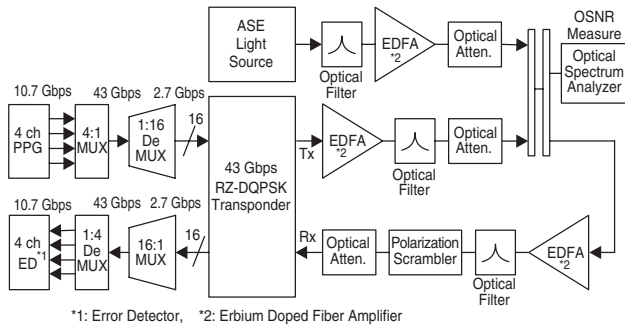 ASE
Light
Source
Optical
Filter
EDFA
*2
Optical
Atten.
OSNR
Measure
Optical
Spectrum
Analyzer
10.7 Gbps
43 Gbps
2.7 Gbps
4 ch
PPG
4:1
MUX
1:16
De
MUX
16
43 Gbps
RZ-DQPSK
Transponder
Tx
EDFA
*2
Optical
Filter
Optical
Atten.
10.7 Gbps
43 Gbps
2.7 Gbps
4 ch
ED*1
1:4
De
MUX
16:1
MUX
16
Rx
Optical
Atten.
Polarization
Scrambler
Optical
Filter
EDFA
*2
*1: Error Detector, *2: Erbium Doped Fiber Amplifier